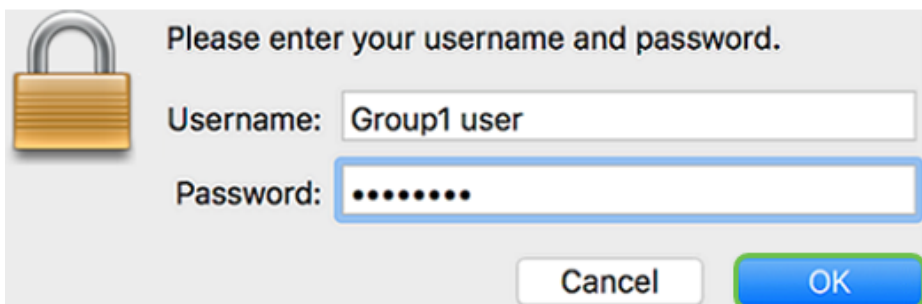 Please enter your username and password.
Username: Group1 user
Password: ••••••••
Cancel OK